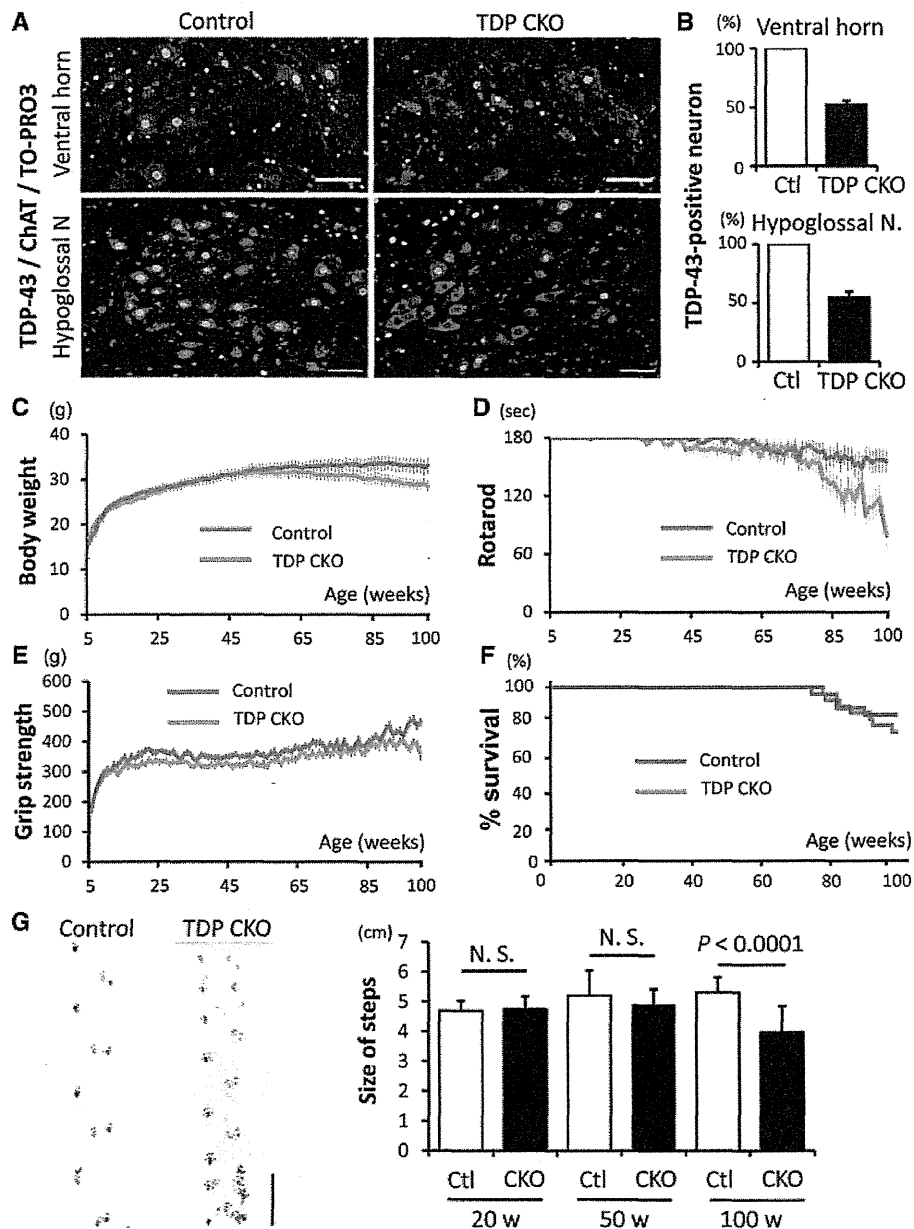 A
Control
TDP CKO
TDP-43 / ChAT / TO-PRO3
Ventral horn
Hypoglossal N
B
(%)
Ventral horn
100
50
0
Ctl
TDP CKO
TDP-43-positive neuron
(%)
Hypoglossal N.
100
50
0
Ctl
TDP CKO
C
(g)
Body weight
40
30
20
10
0
Control
TDP CKO
Age (weeks)
5
25
45
65
85
100
D
(sec)
Rotarod
180
120
60
0
Control
TDP CKO
Age (weeks)
5
25
45
65
85
100
E
(g)
Grip strength
600
500
400
300
200
100
0
Control
TDP CKO
Age (weeks)
5
25
45
65
85
100
F
(%)
% survival
100
80
60
40
20
0
Control
TDP CKO
Age (weeks)
0
20
40
60
80
100
G
Control
TDP CKO
(cm)
Size of steps
7
6
5
4
3
2
1
0
N. S.
N. S.
P < 0.0001
Ctl
CKO
Ctl
CKO
Ctl
CKO
20 w
50 w
100 w